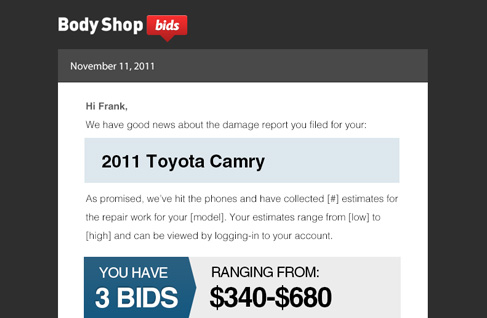 Body Shop bids
November 11, 2011
Hi Frank,
We have good news about the damage report you filed for your:
2011 Toyota Camry
As promised, we've hit the phones and have collected [#] estimates for
the repair work for your [model]. Your estimates range from [low] to
[high] and can be viewed by logging-in to your account.
YOU HAVE
3 BIDS
RANGING FROM:
$340-$680